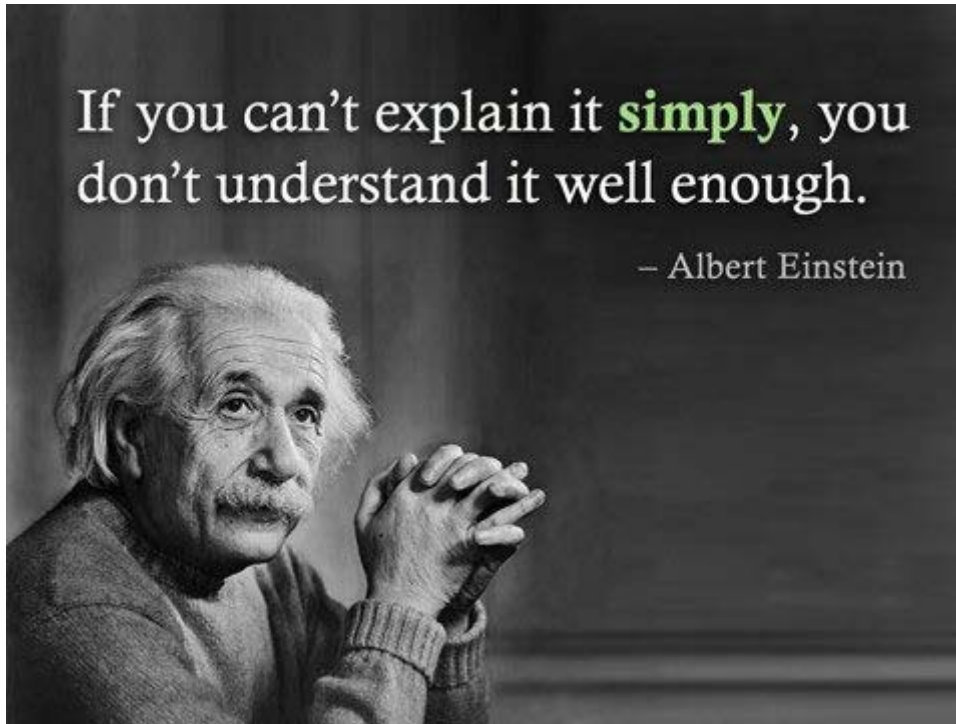 If you can’t explain it simply, you
don’t understand it well enough.
– Albert Einstein